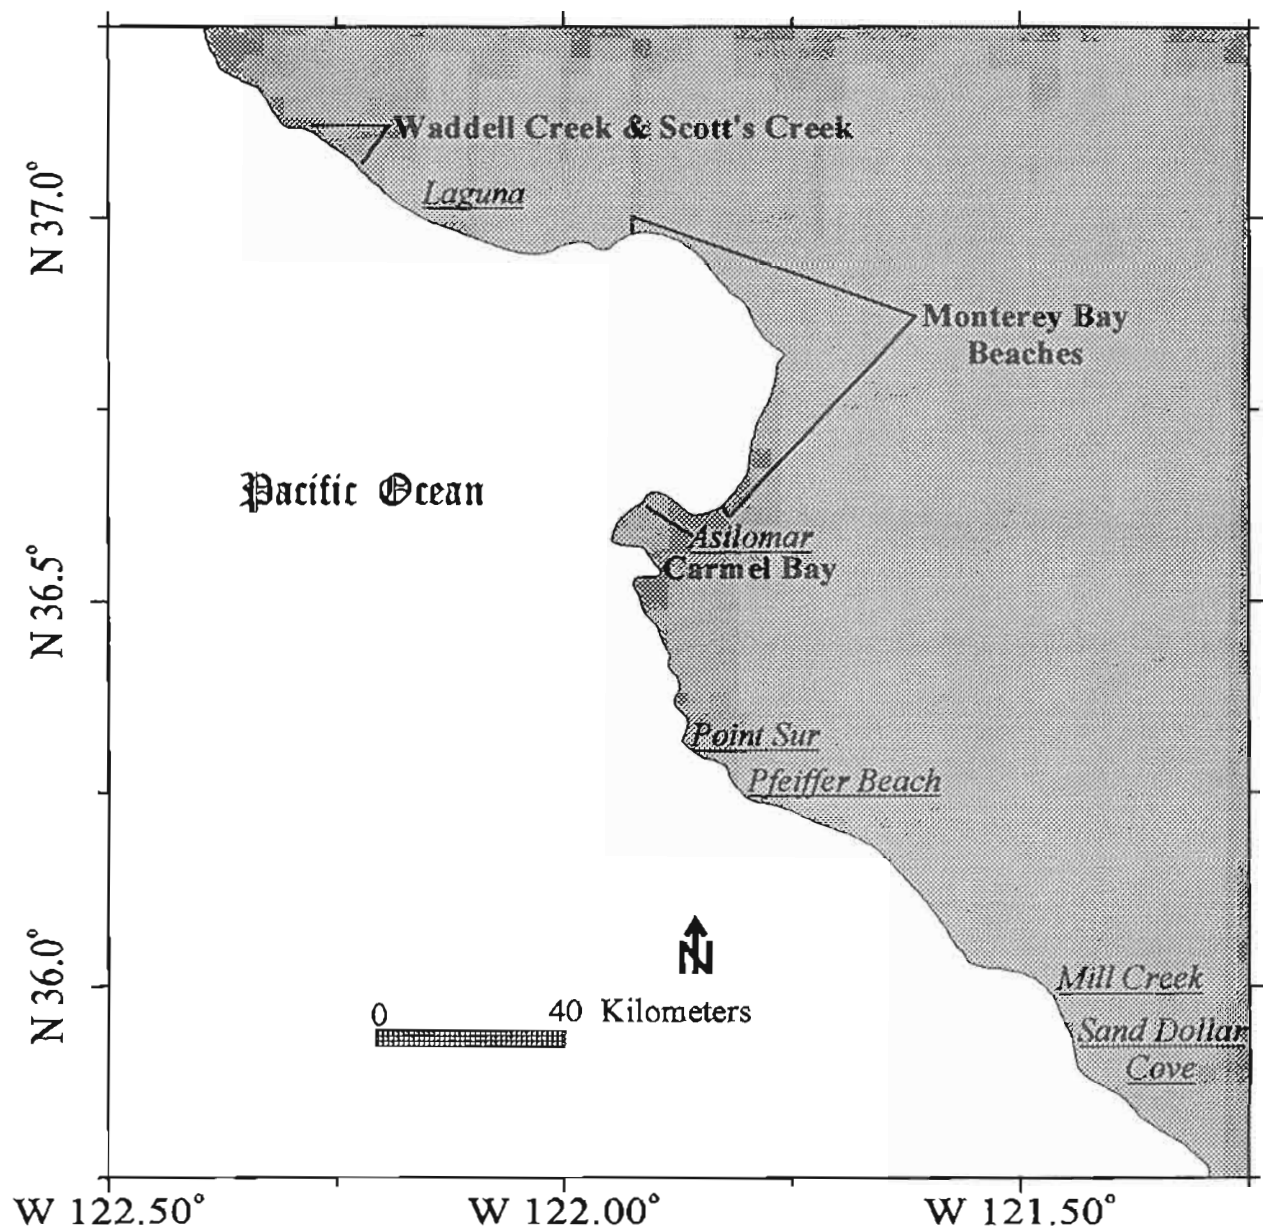 Waddell Creek & Scott's Creek
Laguna
N 37.0°
Monterey Bay
Beaches
Pacific Ocean
Asilomar
Carmel Bay
N 36.5°
Point Sur
Pfeiffer Beach
N
Mill Creek
N 36.0°
0 40 Kilometers
Sand Dollar
Cove
W 122.50° W 122.00° W 121.50°